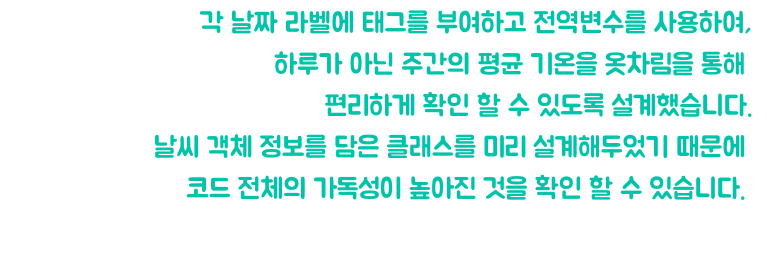 각 날짜 라벨에 태그를 부여하고 전역변수를 사용하여,
하루가 아닌 주간의 평균 기온을 옷차림을 통해
편리하게 확인 할 수 있도록 설계했습니다.
날씨 객체 정보를 담은 클래스를 미리 설계해두었기 때문에
코드 전체의 가독성이 높아진 것을 확인 할 수 있습니다.